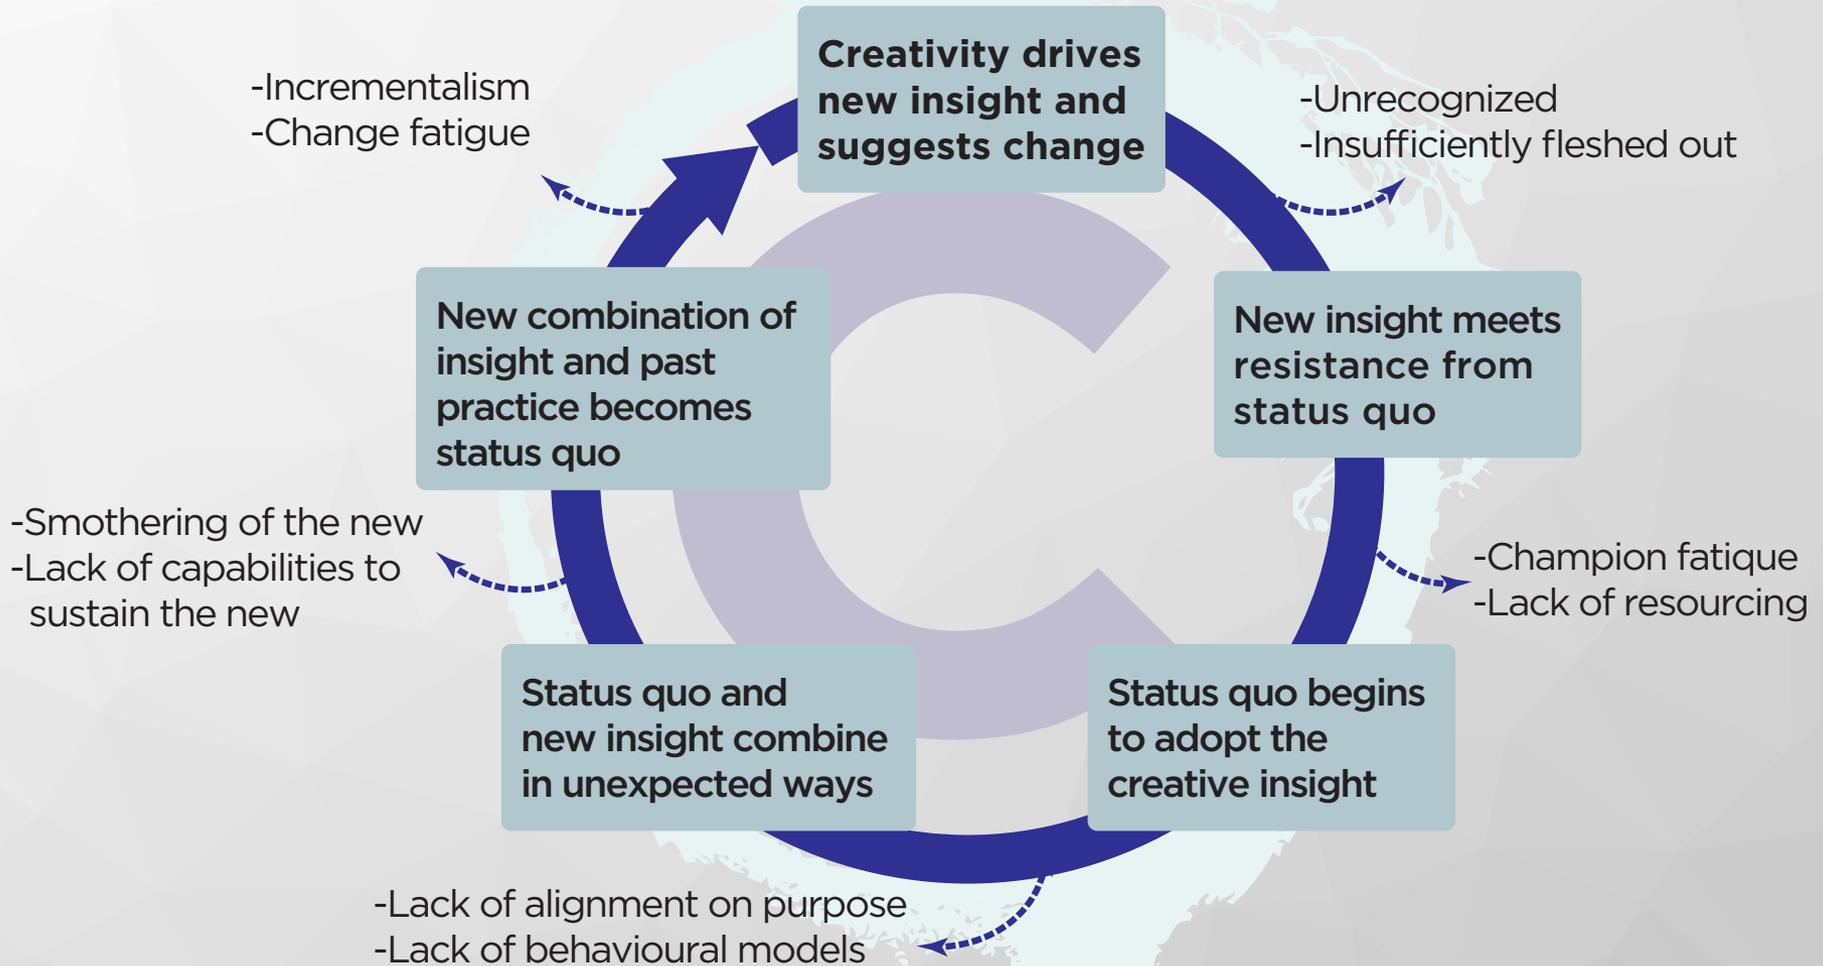 Creativity drives
new insight and
suggests change
-Unrecognized
-Insufficiently fleshed out
New insight meets
resistance from
status quo
-Champion fatique
-Lack of resourcing
Status quo begins
to adopt the
creative insight
-Lack of alignment on purpose
-Lack of behavioural models
Status quo and
new insight combine
in unexpected ways
-Smothering of the new
-Lack of capabilities to
sustain the new
New combination of
insight and past
practice becomes
status quo
-Incrementalism
-Change fatigue
C